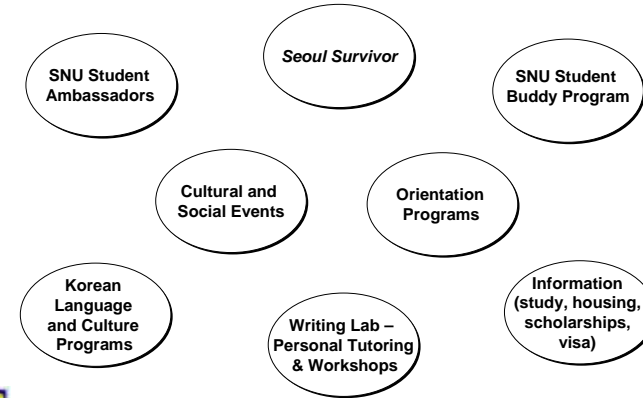 Seoul Survivor
SNU Student
Ambassadors
SNU Student
Buddy Program
Cultural and
Social Events
Orientation
Programs
Korean
Language
and Culture
Programs
Writing Lab –
Personal Tutoring
& Workshops
Information
(study, housing,
scholarships,
visa)